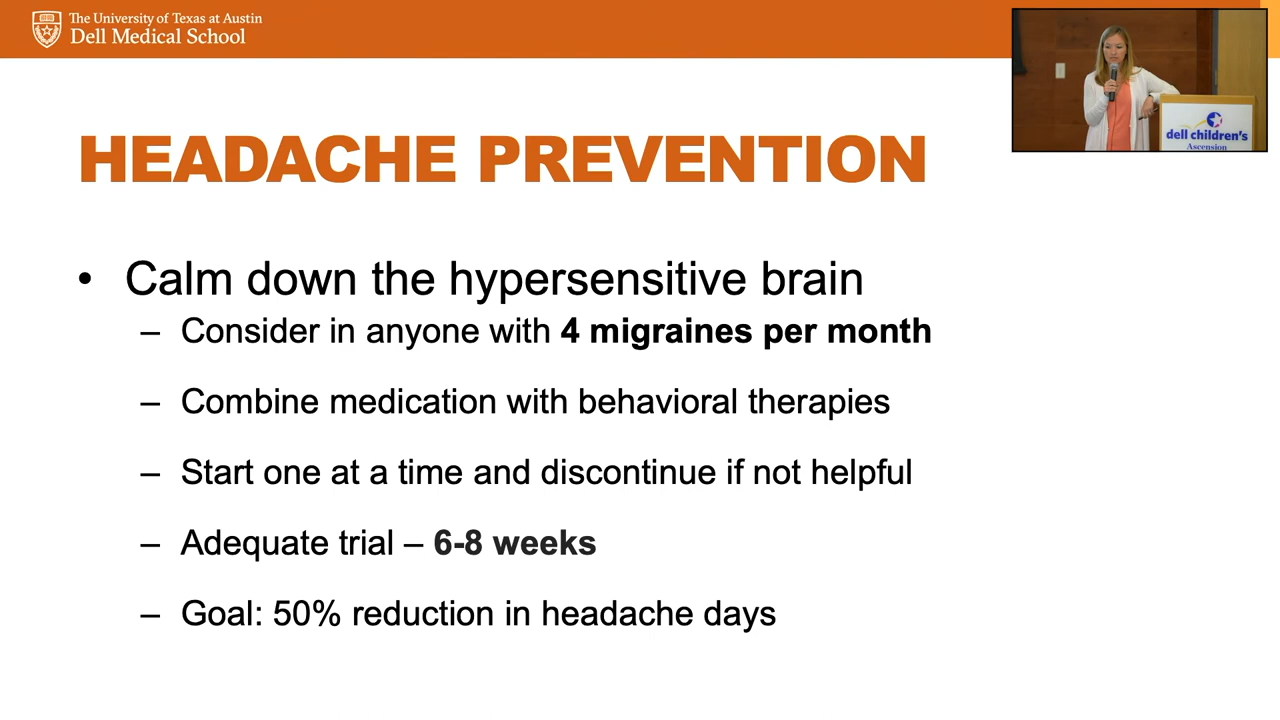 The University of Texas at Austin
Dell Medical School
dell children's
Ascension
HEADACHE PREVENTION
• Calm down the hypersensitive brain
– Consider in anyone with 4 migraines per month
– Combine medication with behavioral therapies
– Start one at a time and discontinue if not helpful
– Adequate trial – 6-8 weeks
– Goal: 50% reduction in headache days